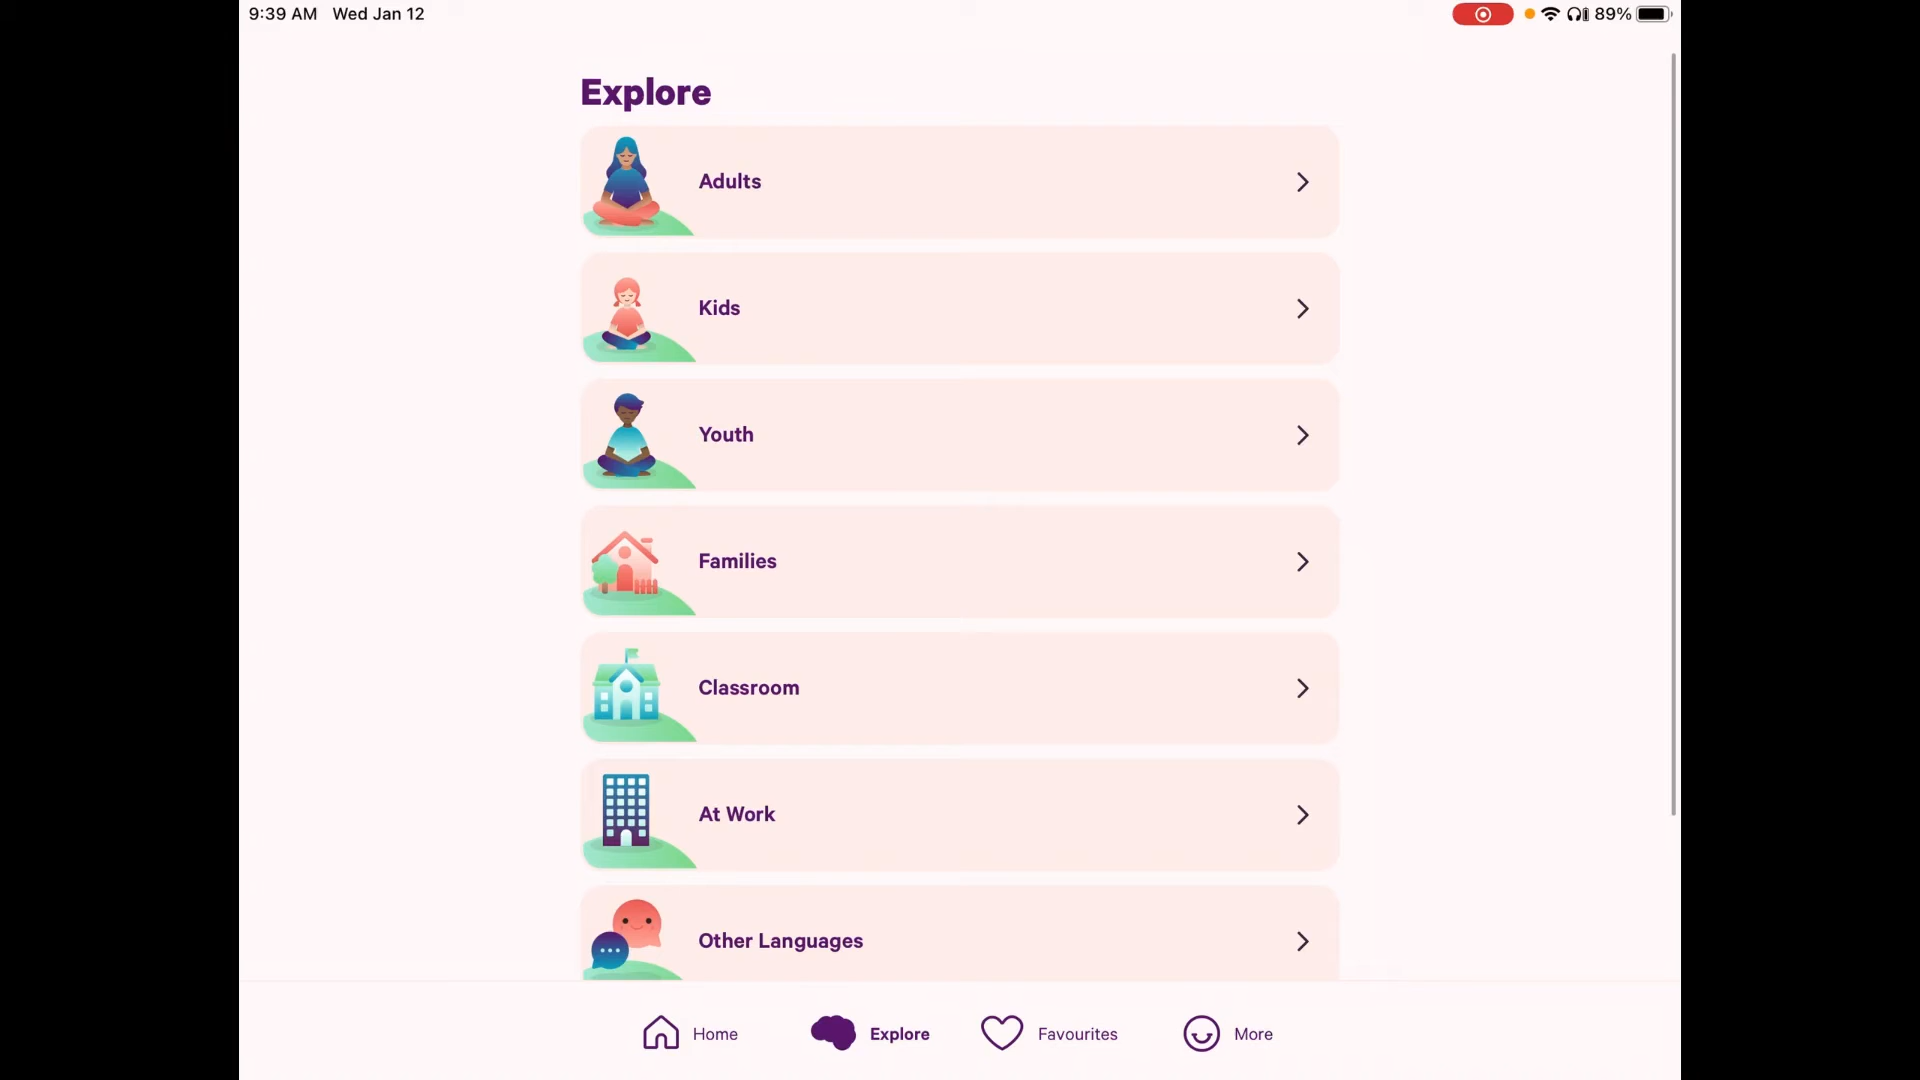 9:39 AM Wed Jan 12
89%
Explore
Adults
Kids
Youth
Families
Classroom
At Work
Other Languages
Home
Explore
Favourites
More